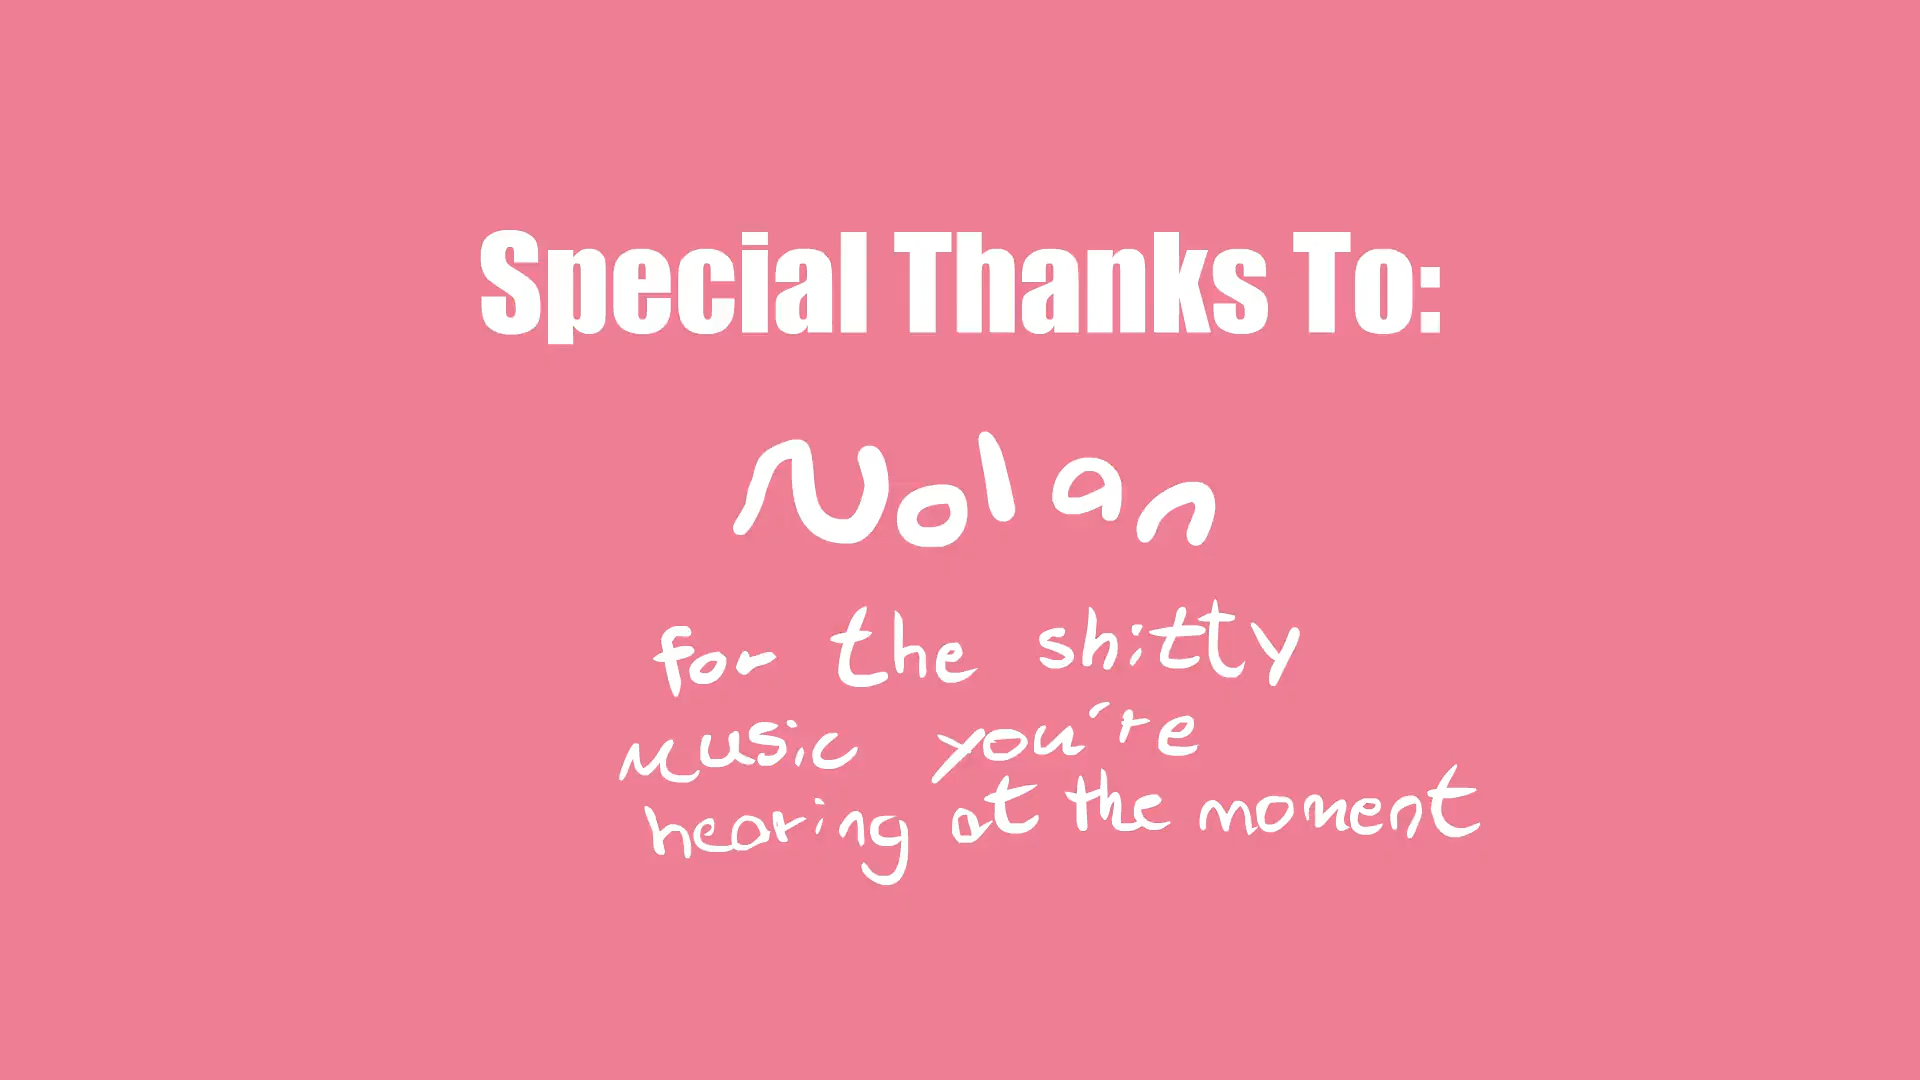 Special Thanks To:
Nolan
for the shitty
music you're
hearing at the moment